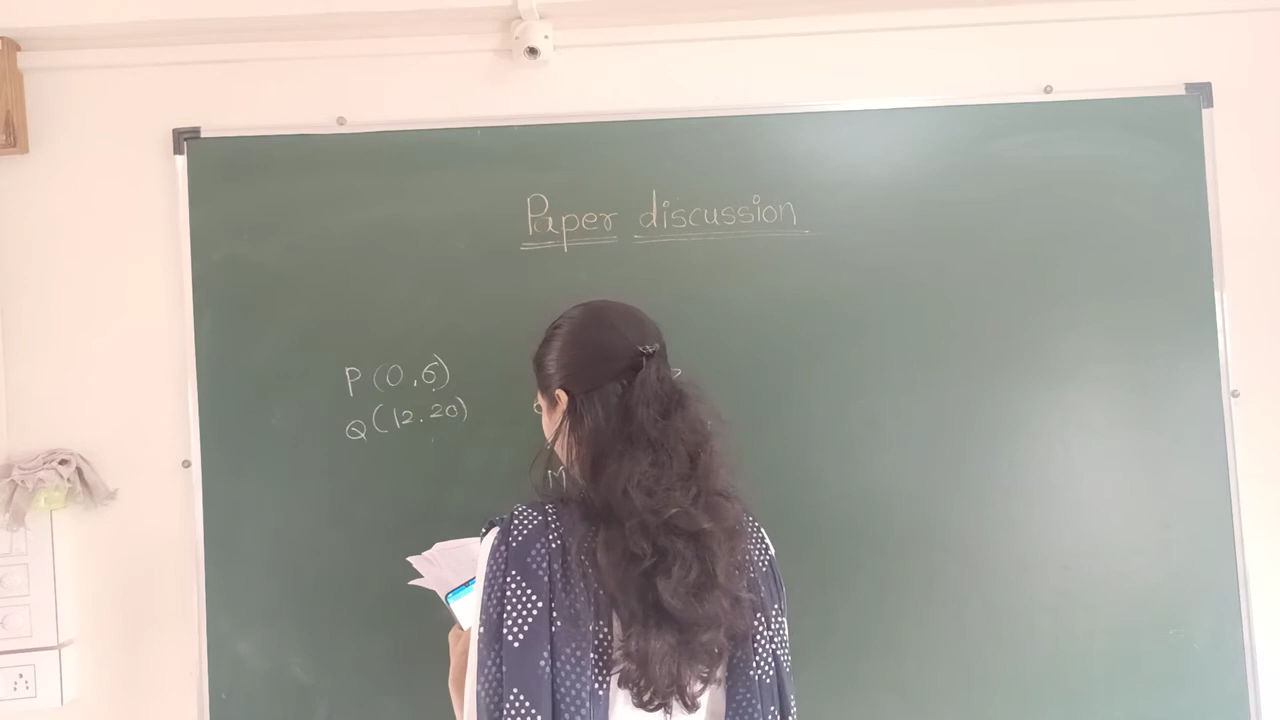 Paper discussion
P (0, 6)
Q (12, 20)
M